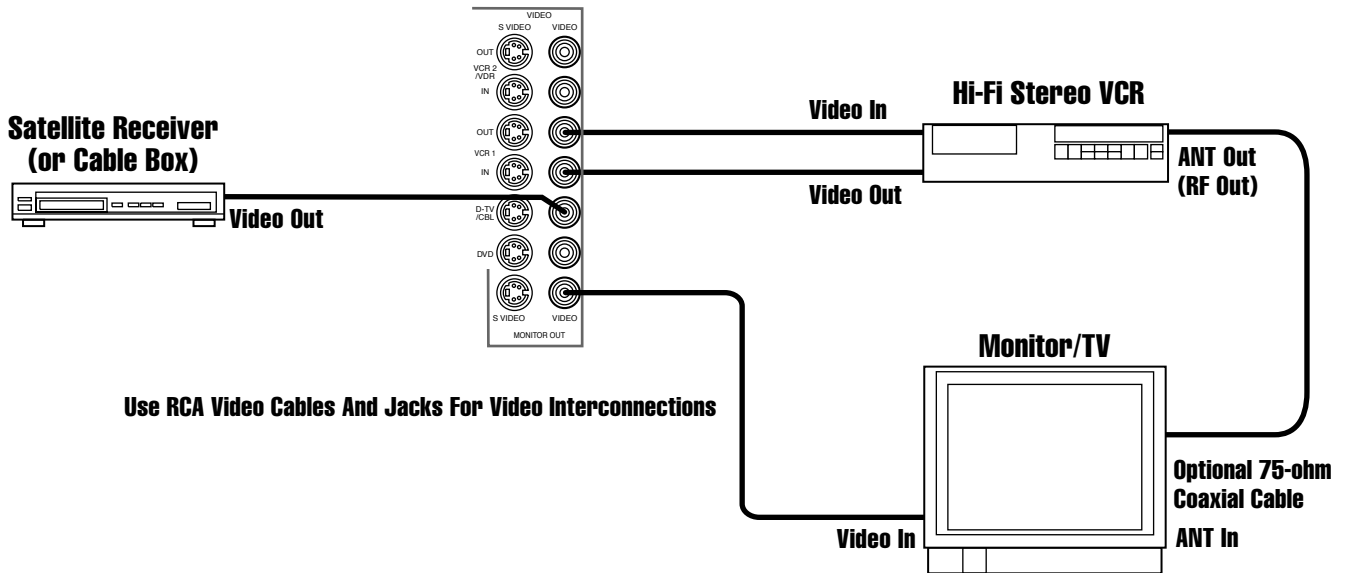 VIDEO
S VIDEO VIDEO
OUT
VCR 2
/VDR
IN
OUT
VCR 1
IN
D-TV
/CBL
DVD
S VIDEO VIDEO
MONITOR OUT
Satellite Receiver
(or Cable Box)
Video Out
Video In
Video Out
Hi-Fi Stereo VCR
ANT Out
(RF Out)
Use RCA Video Cables And Jacks For Video Interconnections
Monitor/TV
Optional 75-ohm
Coaxial Cable
Video In
ANT In